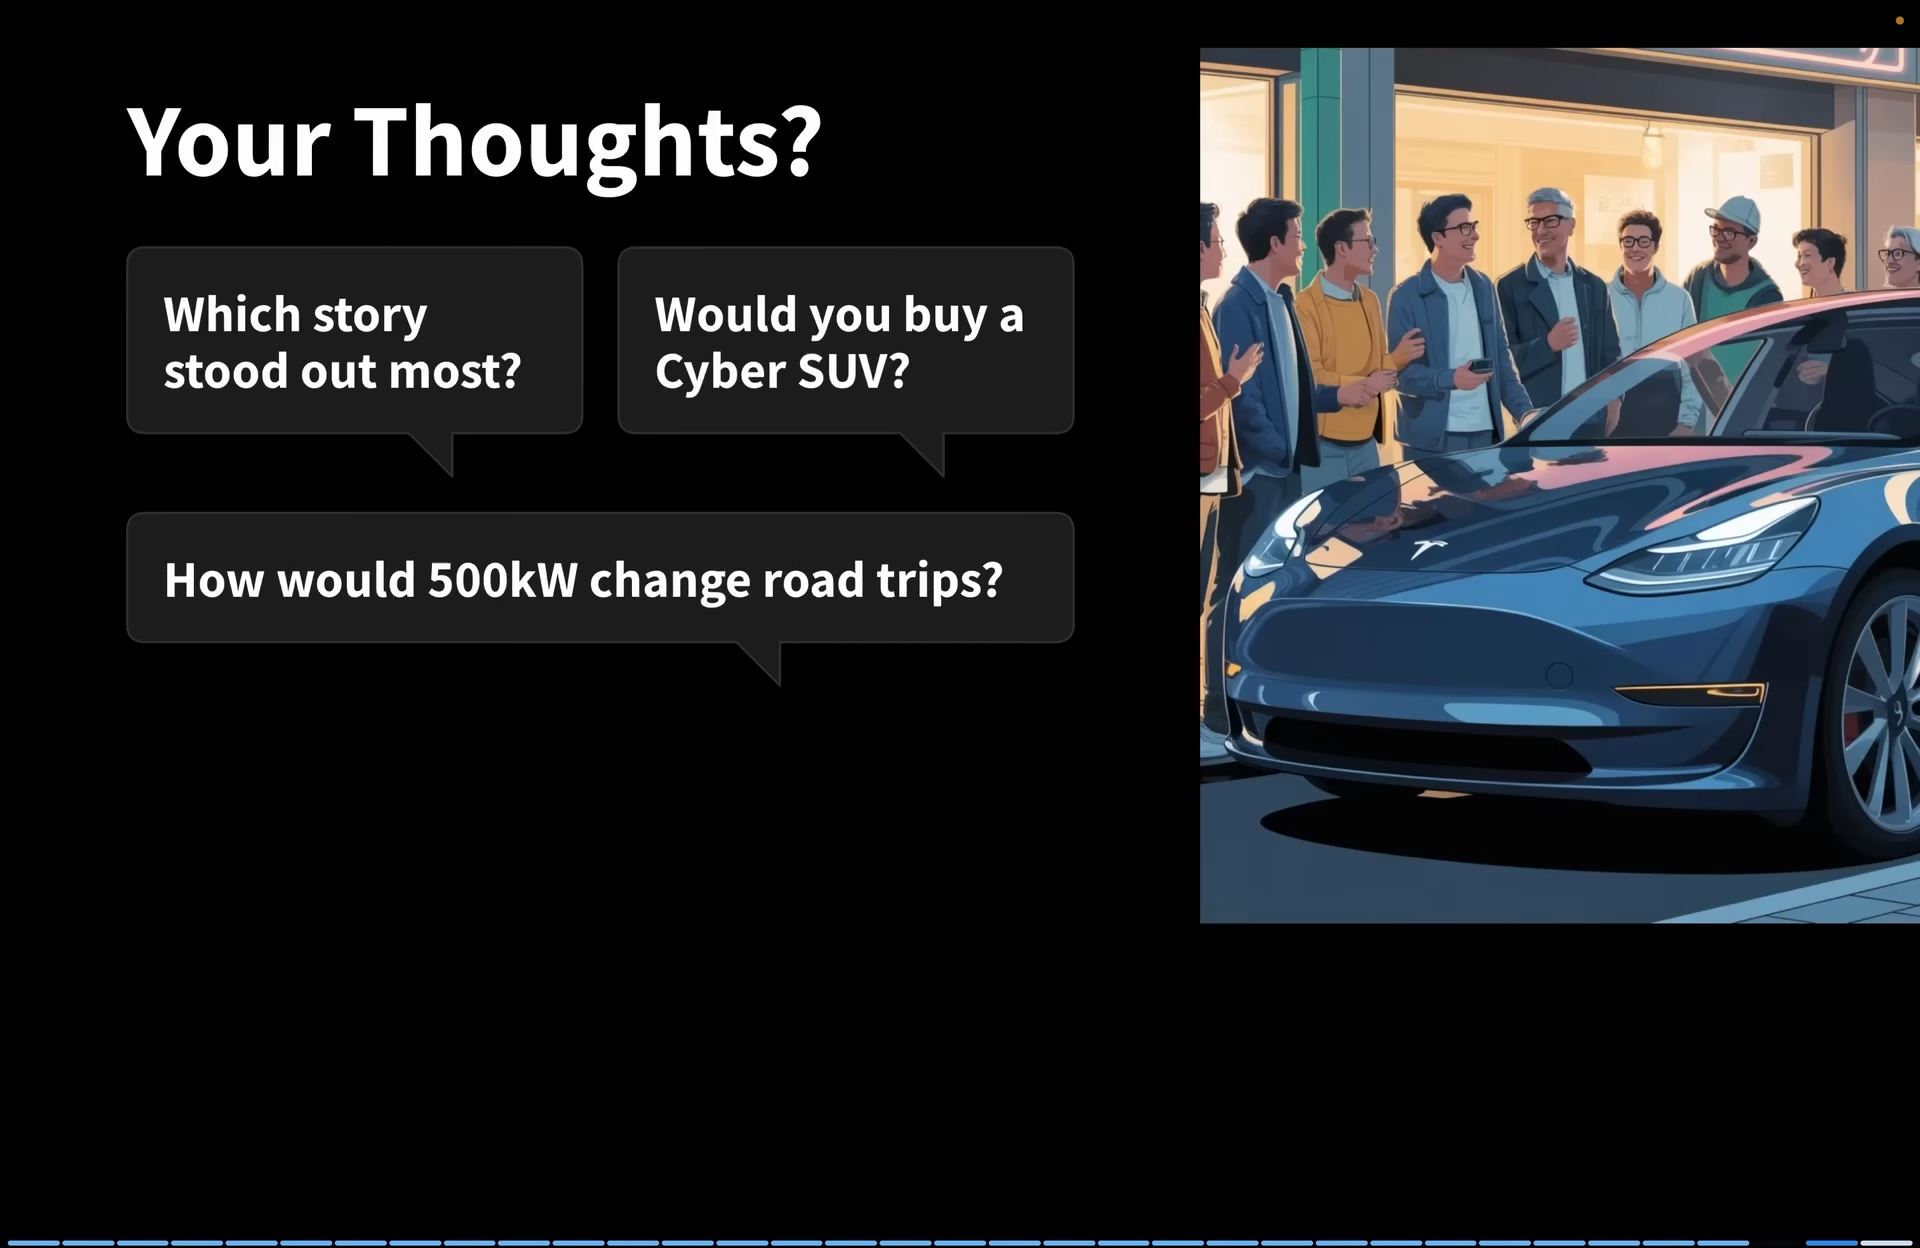 Your Thoughts?
Which story
stood out most?
Would you buy a
Cyber SUV?
How would 500kW change road trips?